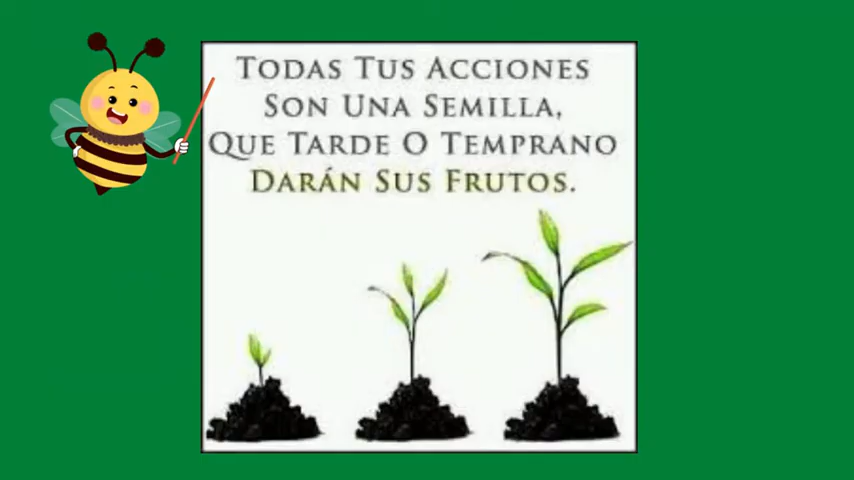 Todas Tus Acciones
Son Una Semilla,
Que Tarde O Temprano
Darán Sus Frutos.